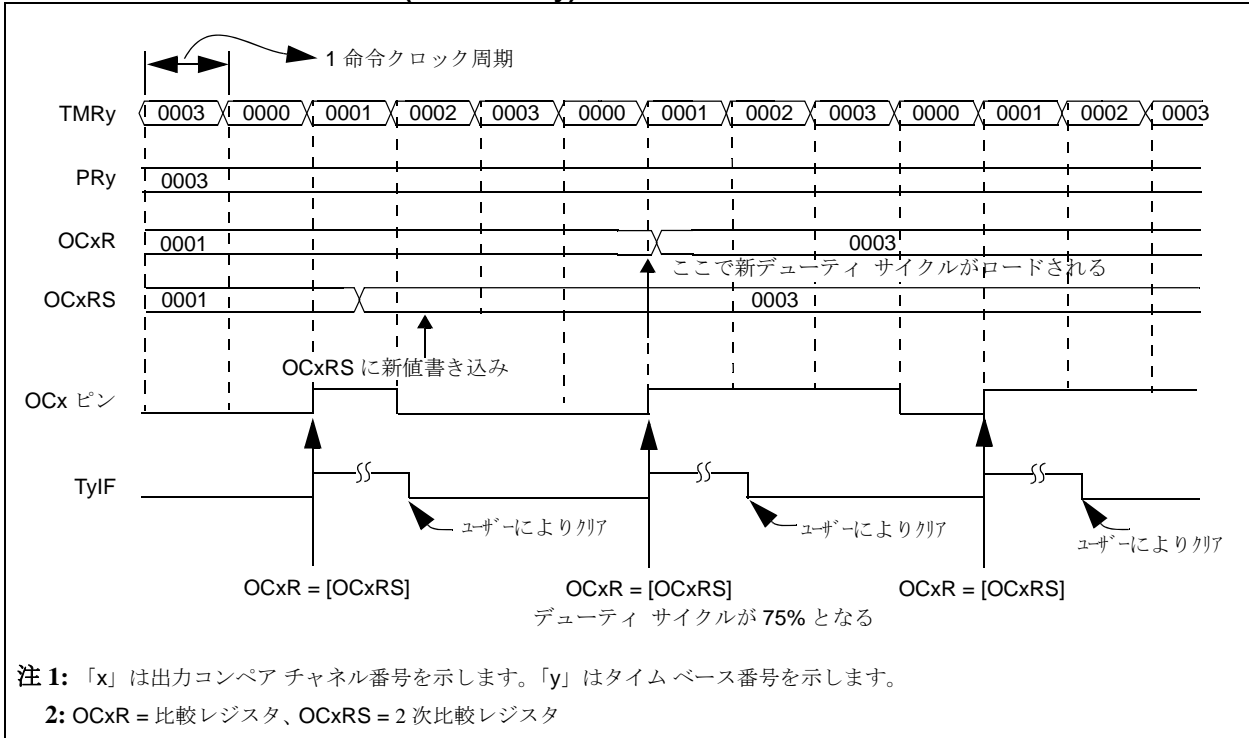 1 命令クロック周期
TMRy 0003 0000 0001 0002 0003 0000 0001 0002 0003 0000 0001 0002 0003
PRy 0003
OCxR 0001 0003
ここで新デューティ サイクルがロードされる
OCxRS 0001 0003
OCxRS に新値書き込み
OCx ピン
TyIF
ユーザーによりクリア ユーザーによりクリア ユーザーによりクリア
OCxR = [OCxRS] OCxR = [OCxRS] OCxR = [OCxRS]
デューティ サイクルが 75% となる
注 1: 「x」は出力コンペア チャネル番号を示します。「y」はタイム ベース番号を示します。
2: OCxR = 比較レジスタ、OCxRS = 2 次比較レジスタ